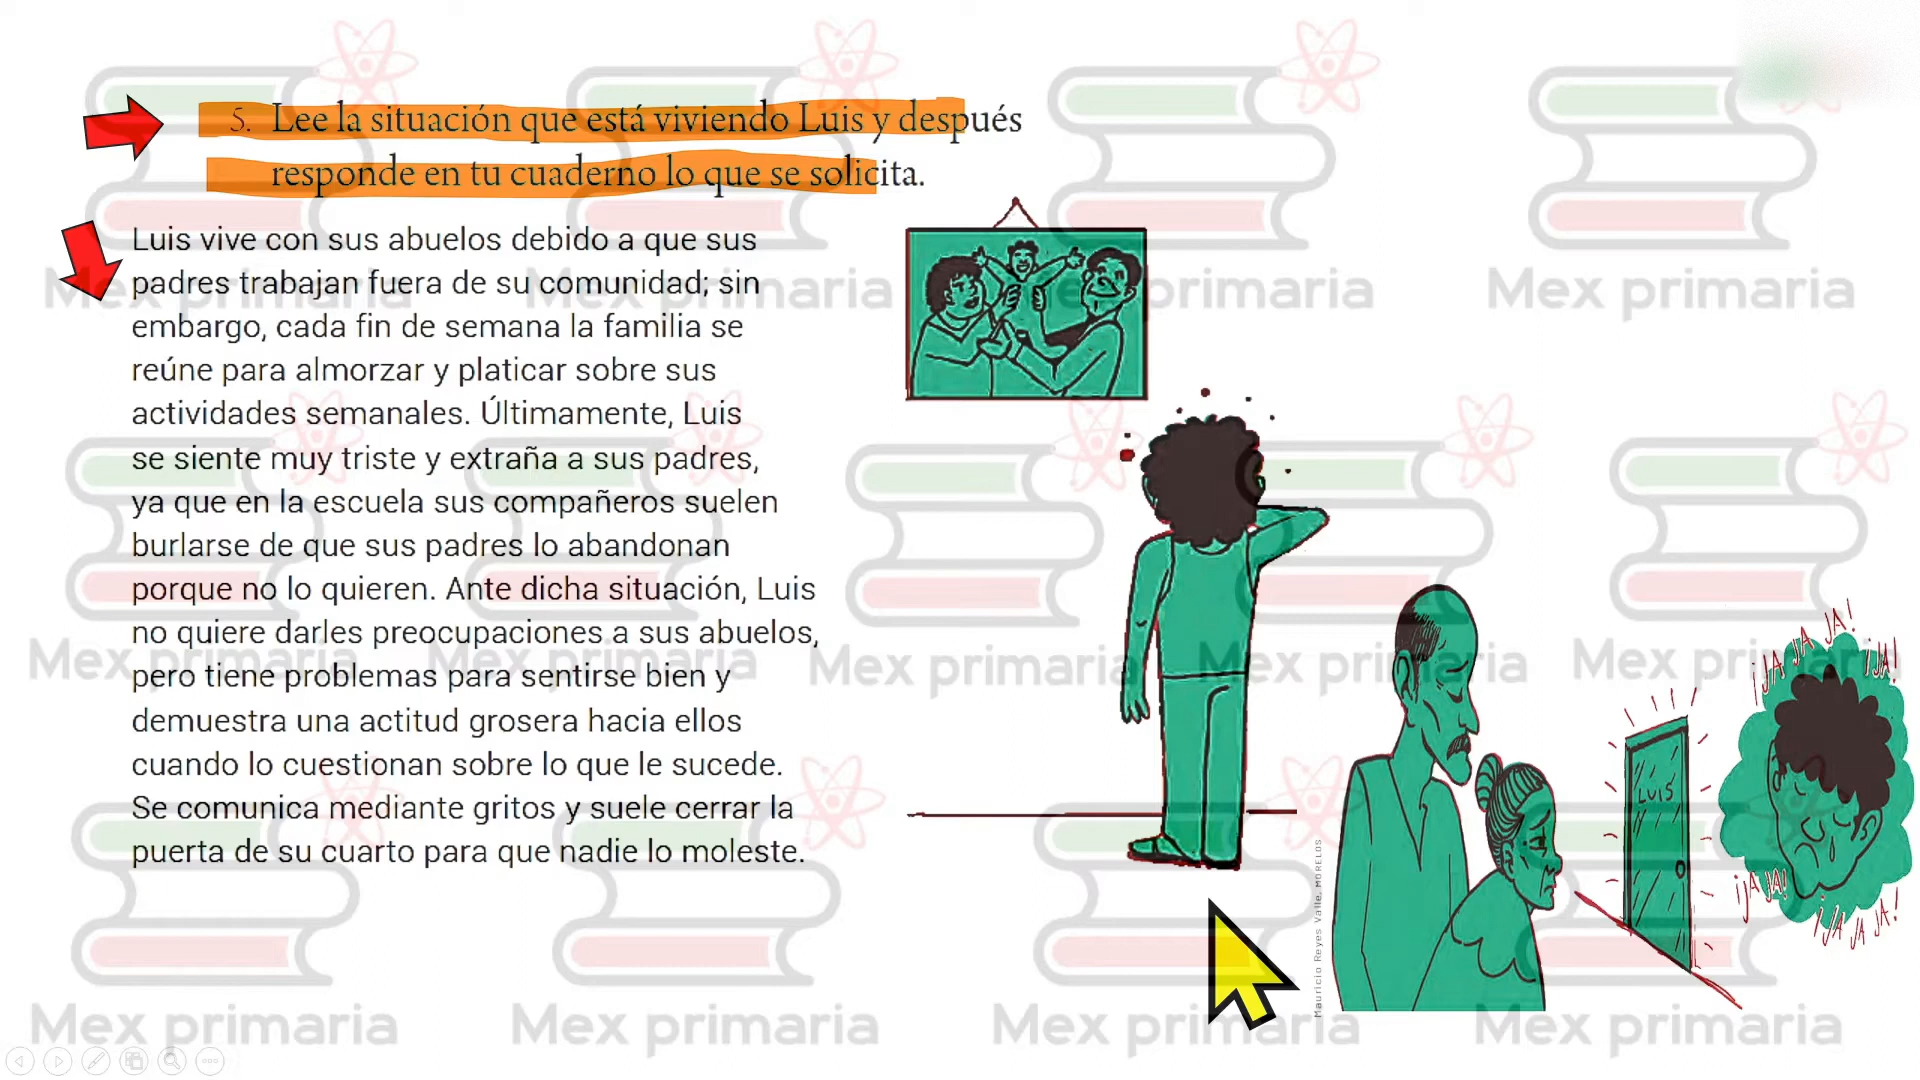 5. Lee la situación que está viviendo Luis y después
responde en tu cuaderno lo que se solicita.
Luis vive con sus abuelos debido a que sus
padres trabajan fuera de su comunidad; sin
embargo, cada fin de semana la familia se
reúne para almorzar y platicar sobre sus
actividades semanales. Últimamente, Luis
se siente muy triste y extraña a sus padres,
ya que en la escuela sus compañeros suelen
burlarse de que sus padres lo abandonan
porque no lo quieren. Ante dicha situación, Luis
no quiere darles preocupaciones a sus abuelos,
pero tiene problemas para sentirse bien y
demuestra una actitud grosera hacia ellos
cuando lo cuestionan sobre lo que le sucede.
Se comunica mediante gritos y suele cerrar la
puerta de su cuarto para que nadie lo moleste.
¡JA JA JA!
¡JA!
LUIS
¡JA JA!
¡JA JA JA!
Mauricio Reyes Valle, MORELOS
Mex primaria
Mex primaria
Mex primaria
Mex primaria
Mex primaria
Mex primaria
Mex primaria
Mex primaria
Mex primaria
Mex primaria
Mex primaria
Mex primaria
Mex primaria